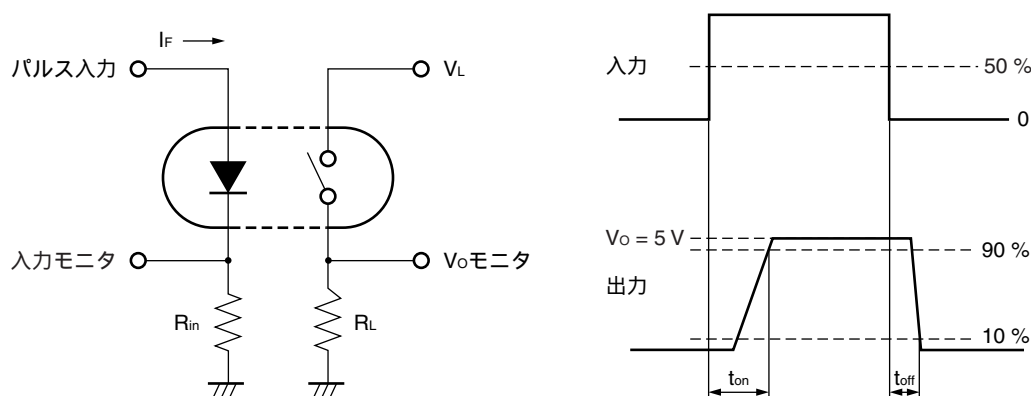 IF
パルス入力
VL
入力モニタ
VOモニタ
Rin
RL
入力
50 %
0
VO = 5 V
90 %
出力
10 %
ton
toff